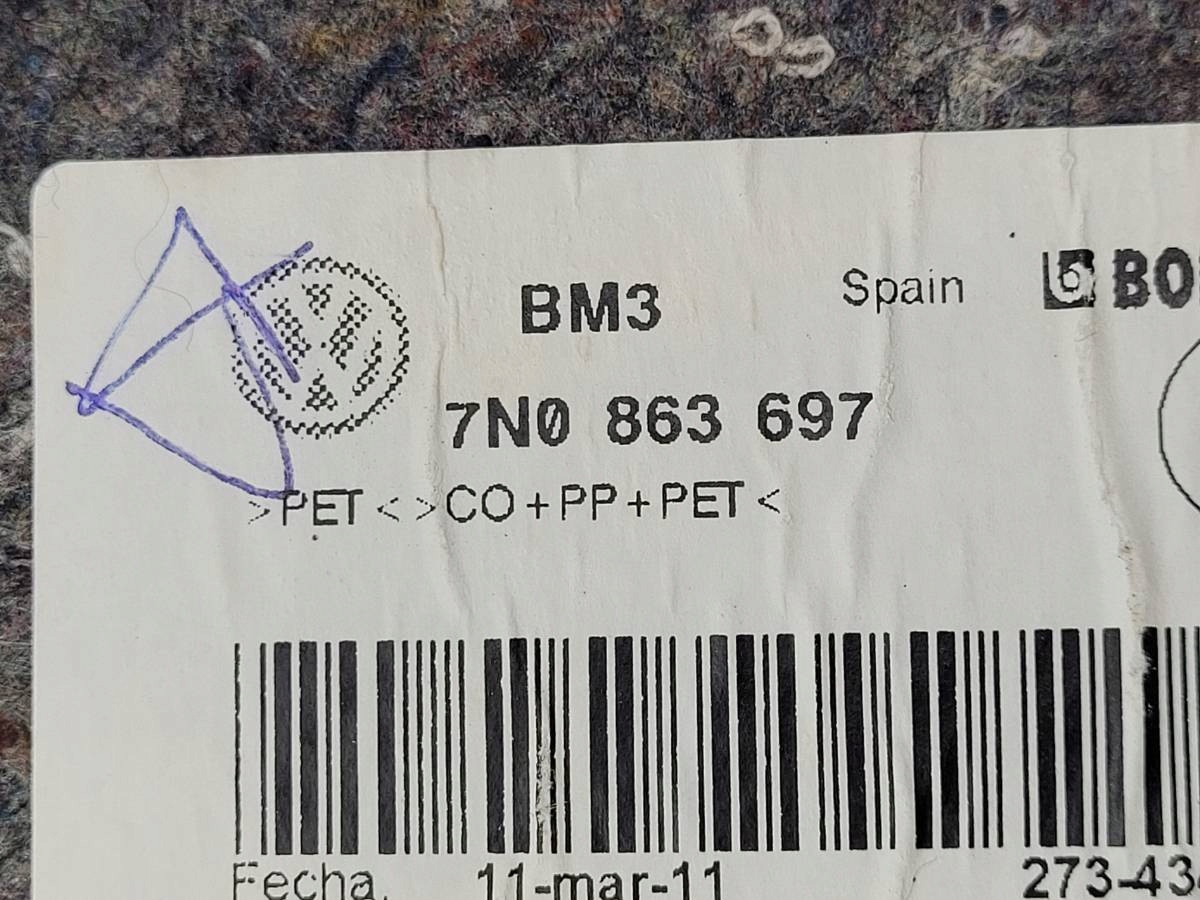 BM3 Spain
7N0 863 697
>PET< >CO+PP+PET<
Fecha. 11-mar-11